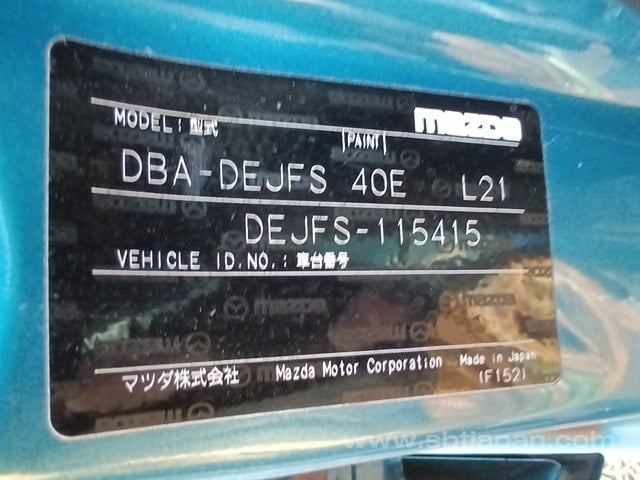 mazda
MODEL: 型式
PAINT
DBA-DEJFS 40E L21
DEJFS-115415
VEHICLE ID.NO.: 車台番号
マツダ株式会社 Mazda Motor Corporation Made in Japan
(F152)
www.sbtjapan.com